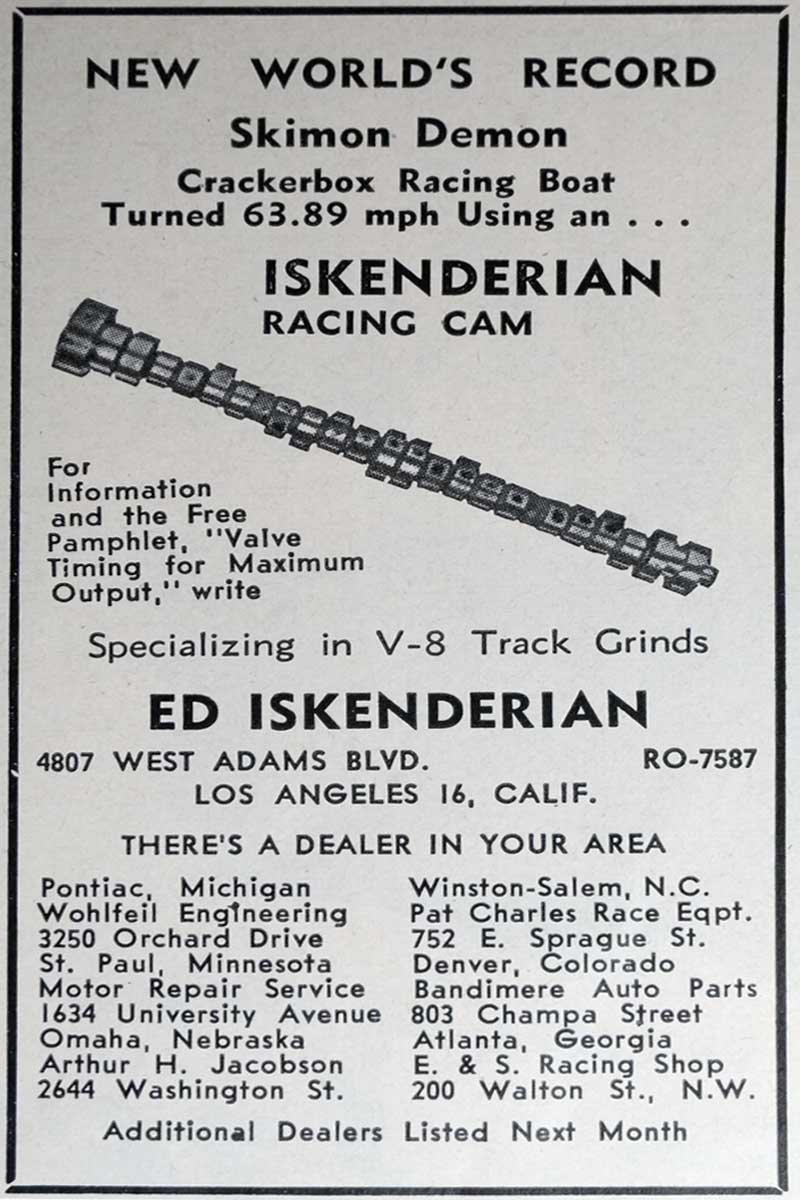 NEW WORLD'S RECORD
Skimon Demon
Crackerbox Racing Boat
Turned 63.89 mph Using an . . .
ISKENDERIAN
RACING CAM
For
Information
and the Free
Pamphlet, "Valve
Timing for Maximum
Output," write
Specializing in V-8 Track Grinds
ED ISKENDERIAN
4807 WEST ADAMS BLVD. RO-7587
LOS ANGELES 16, CALIF.
THERE'S A DEALER IN YOUR AREA
Pontiac, Michigan
Wohlfeil Engineering
3250 Orchard Drive
St. Paul, Minnesota
Motor Repair Service
1634 University Avenue
Omaha, Nebraska
Arthur H. Jacobson
2644 Washington St.
Winston-Salem, N.C.
Pat Charles Race Eqpt.
752 E. Sprague St.
Denver, Colorado
Bandimere Auto Parts
803 Champa Street
Atlanta, Georgia
E. & S. Racing Shop
200 Walton St., N.W.
Additional Dealers Listed Next Month